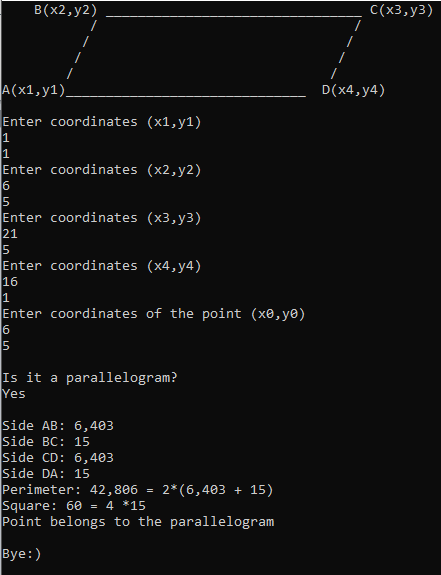 B(x2,y2) ________________________________ C(x3,y3)
/ /
/ /
/ /
/ /
A(x1,y1)______________________________ D(x4,y4)
Enter coordinates (x1,y1)
1
1
Enter coordinates (x2,y2)
6
5
Enter coordinates (x3,y3)
21
5
Enter coordinates (x4,y4)
16
1
Enter coordinates of the point (x0,y0)
6
5
Is it a parallelogram?
Yes
Side AB: 6,403
Side BC: 15
Side CD: 6,403
Side DA: 15
Perimeter: 42,806 = 2*(6,403 + 15)
Square: 60 = 4 *15
Point belongs to the parallelogram
Bye:)